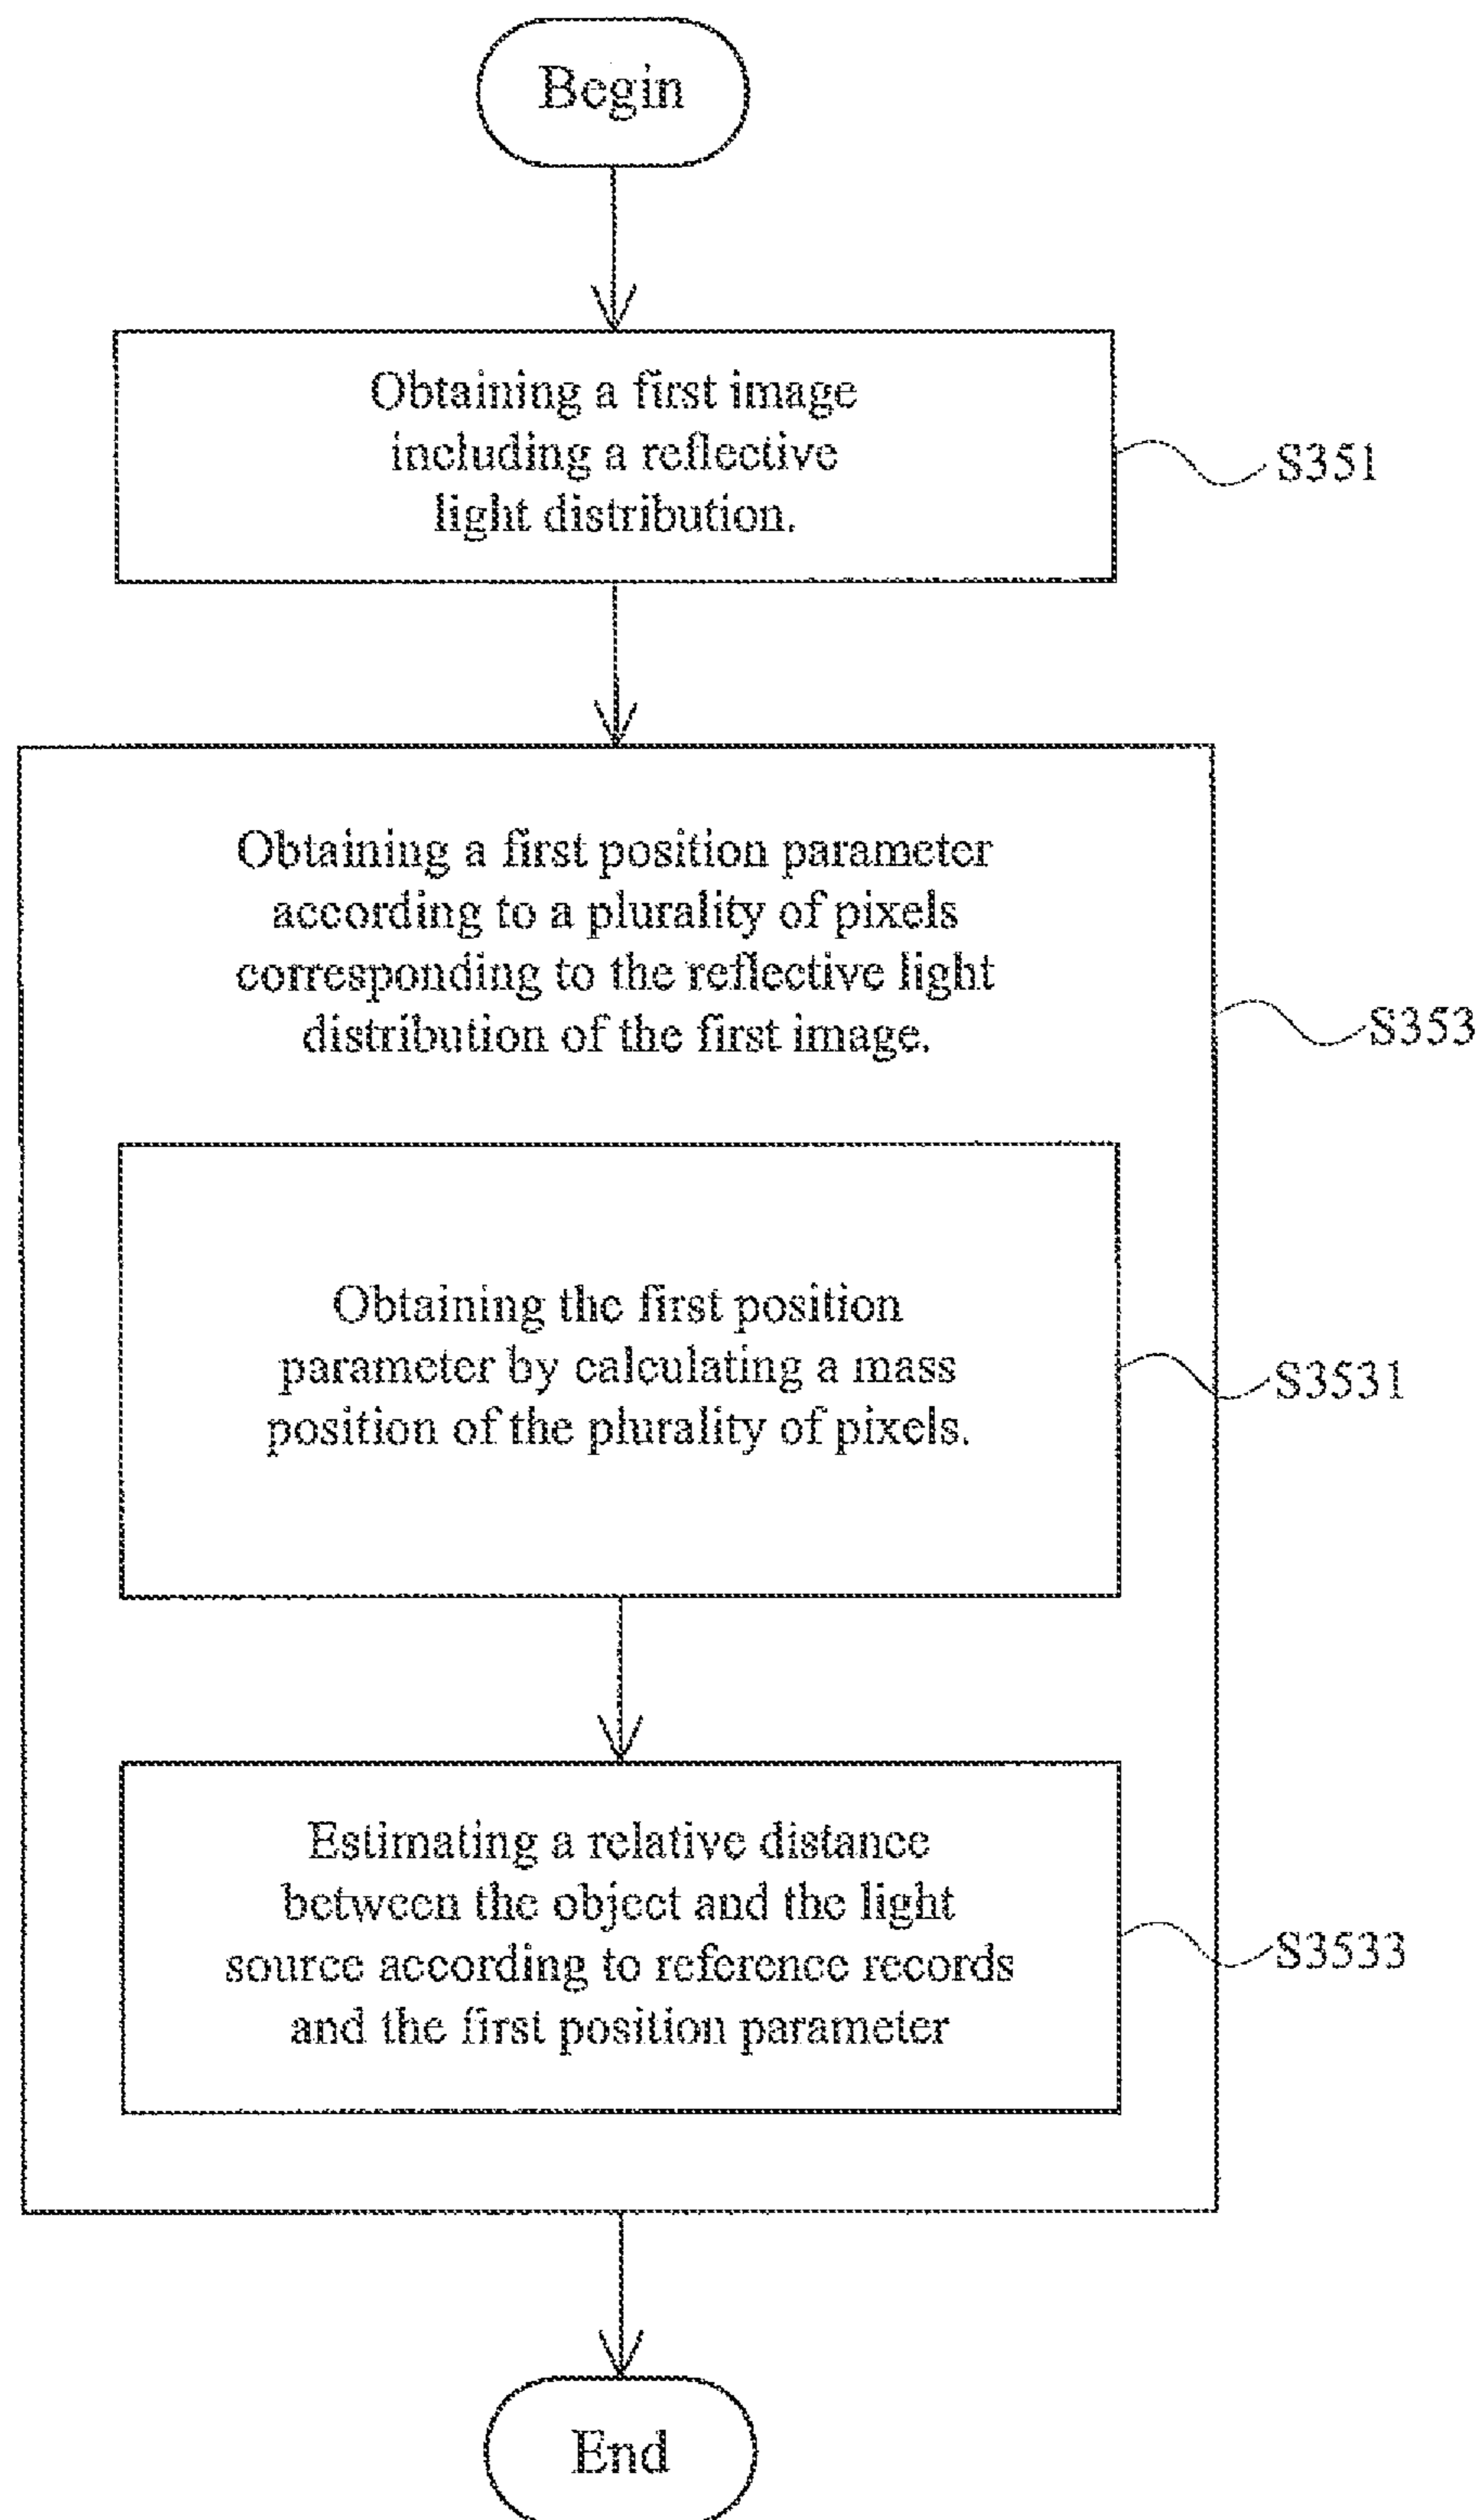 Begin
Obtaining a first image
including a reflective
light distribution.
S351
Obtaining a first position parameter
according to a plurality of pixels
corresponding to the reflective light
distribution of the first image.
S353
Obtaining the first position
parameter by calculating a mass
position of the plurality of pixels.
S3531
Estimating a relative distance
between the object and the light
source according to reference records
and the first position parameter
S3533
End